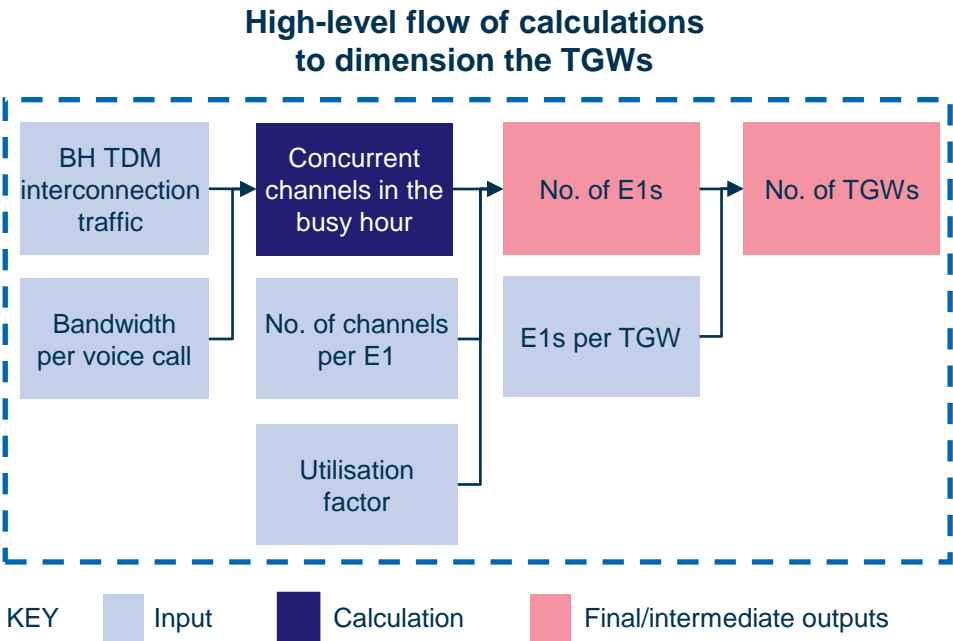 High-level flow of calculations
to dimension the TGWs
BH TDM
interconnection
traffic
Concurrent
channels in the
busy hour
No. of E1s
No. of TGWs
Bandwidth
per voice call
No. of channels
per E1
E1s per TGW
Utilisation
factor
KEY
Input
Calculation
Final/intermediate outputs